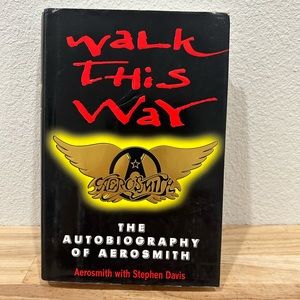 Walk
This
Way
AEROSMITH
THE
AUTOBIOGRAPHY
OF AEROSMITH
Aerosmith with Stephen Davis